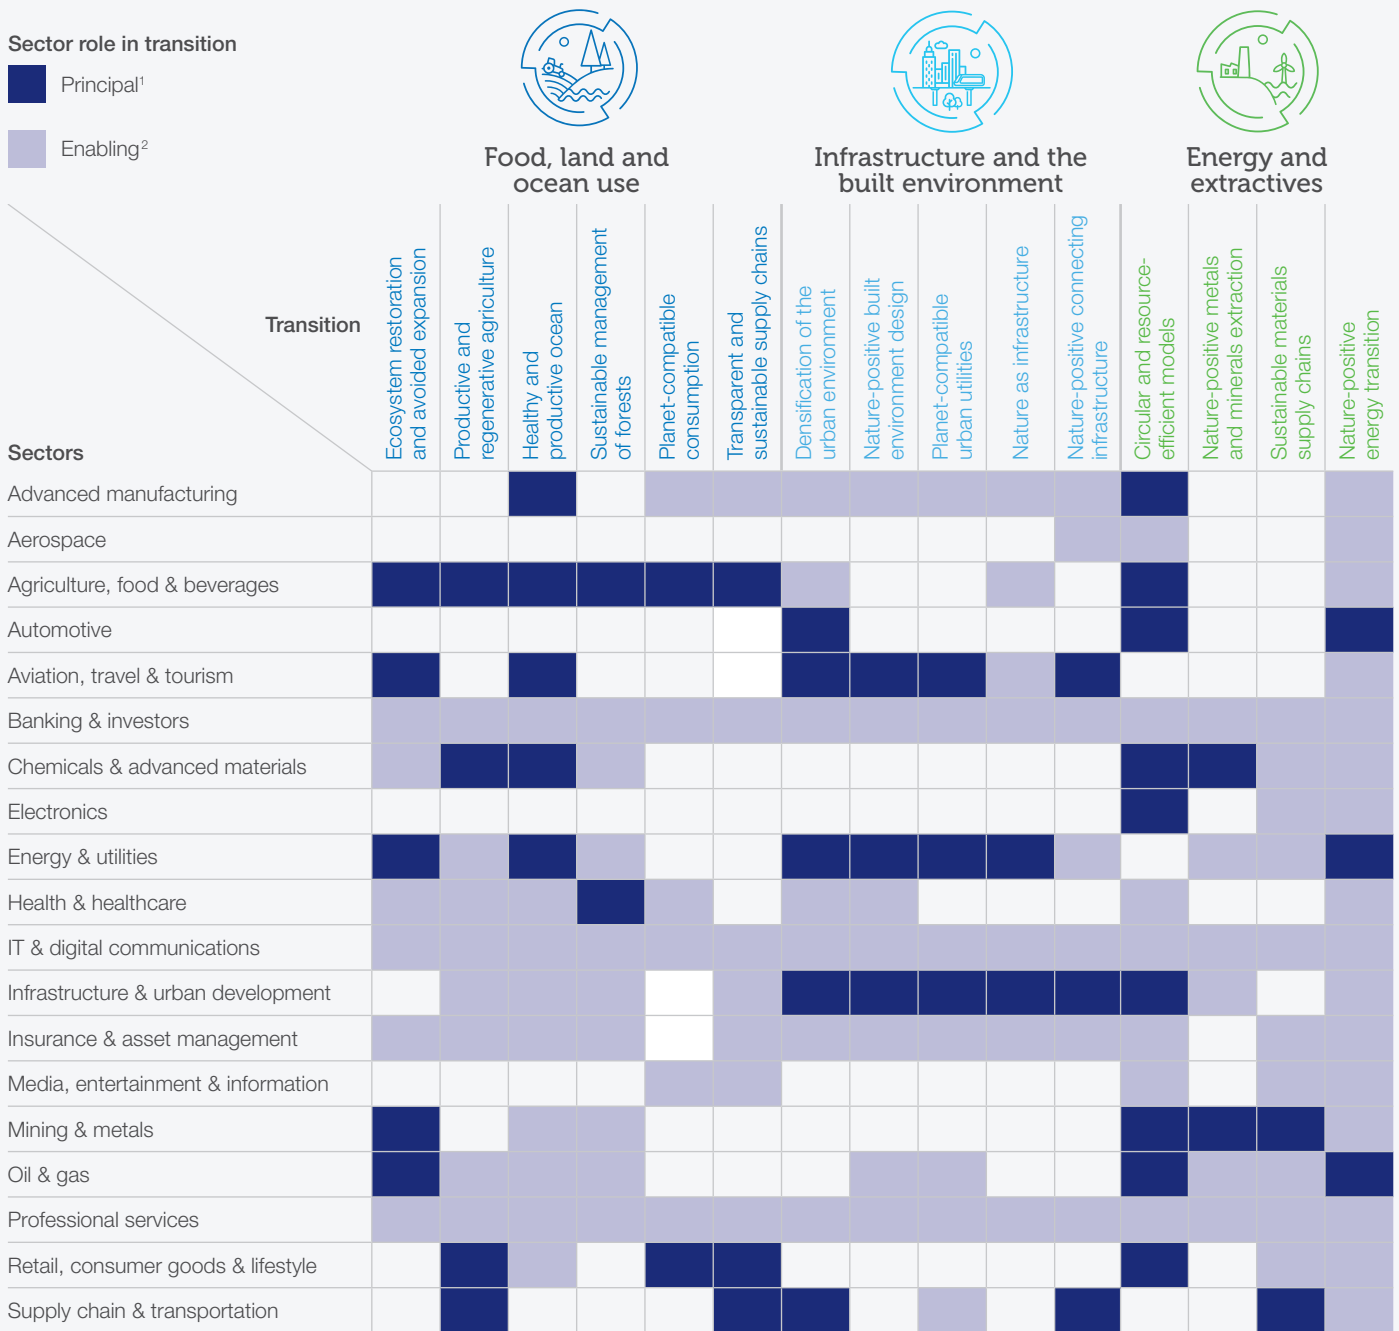 Sector role in transition
Principal¹
Enabling²
Food, land and
ocean use
Infrastructure and the
built environment
Energy and
extractives
Transition
Sectors
Ecosystem restoration
and avoided expansion
Productive and
regenerative agriculture
Healthy and
productive ocean
Sustainable management
of forests
Planet-compatible
consumption
Transparent and
sustainable supply chains
Densification of the
urban environment
Nature-positive built
environment design
Planet-compatible
urban utilities
Nature as infrastructure
Nature-positive connecting
infrastructure
Circular and resource-
efficient models
Nature-positive metals
and minerals extraction
Sustainable materials
supply chains
Nature-positive
energy transition
Advanced manufacturing
Aerospace
Agriculture, food & beverages
Automotive
Aviation, travel & tourism
Banking & investors
Chemicals & advanced materials
Electronics
Energy & utilities
Health & healthcare
IT & digital communications
Infrastructure & urban development
Insurance & asset management
Media, entertainment & information
Mining & metals
Oil & gas
Professional services
Retail, consumer goods & lifestyle
Supply chain & transportation